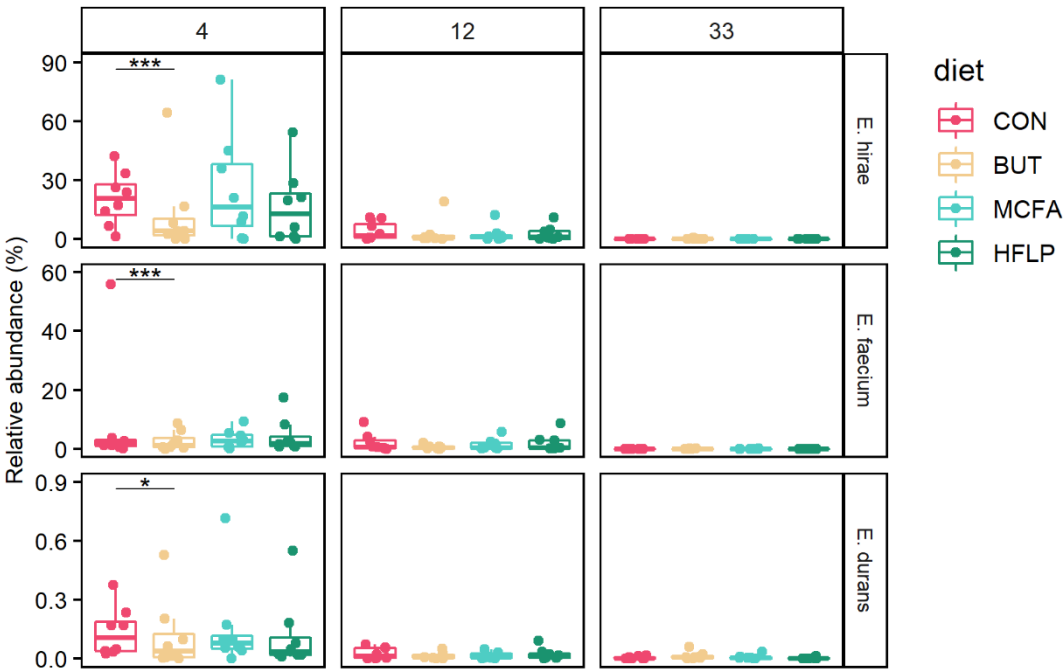 4 12 33
diet
CON
BUT
MCFA
HFLP
Relative abundance (%)
90
60
30
0
***
E. hirae
60
40
20
0
***
E. faecium
0.9
0.6
0.3
0.0
*
E. durans